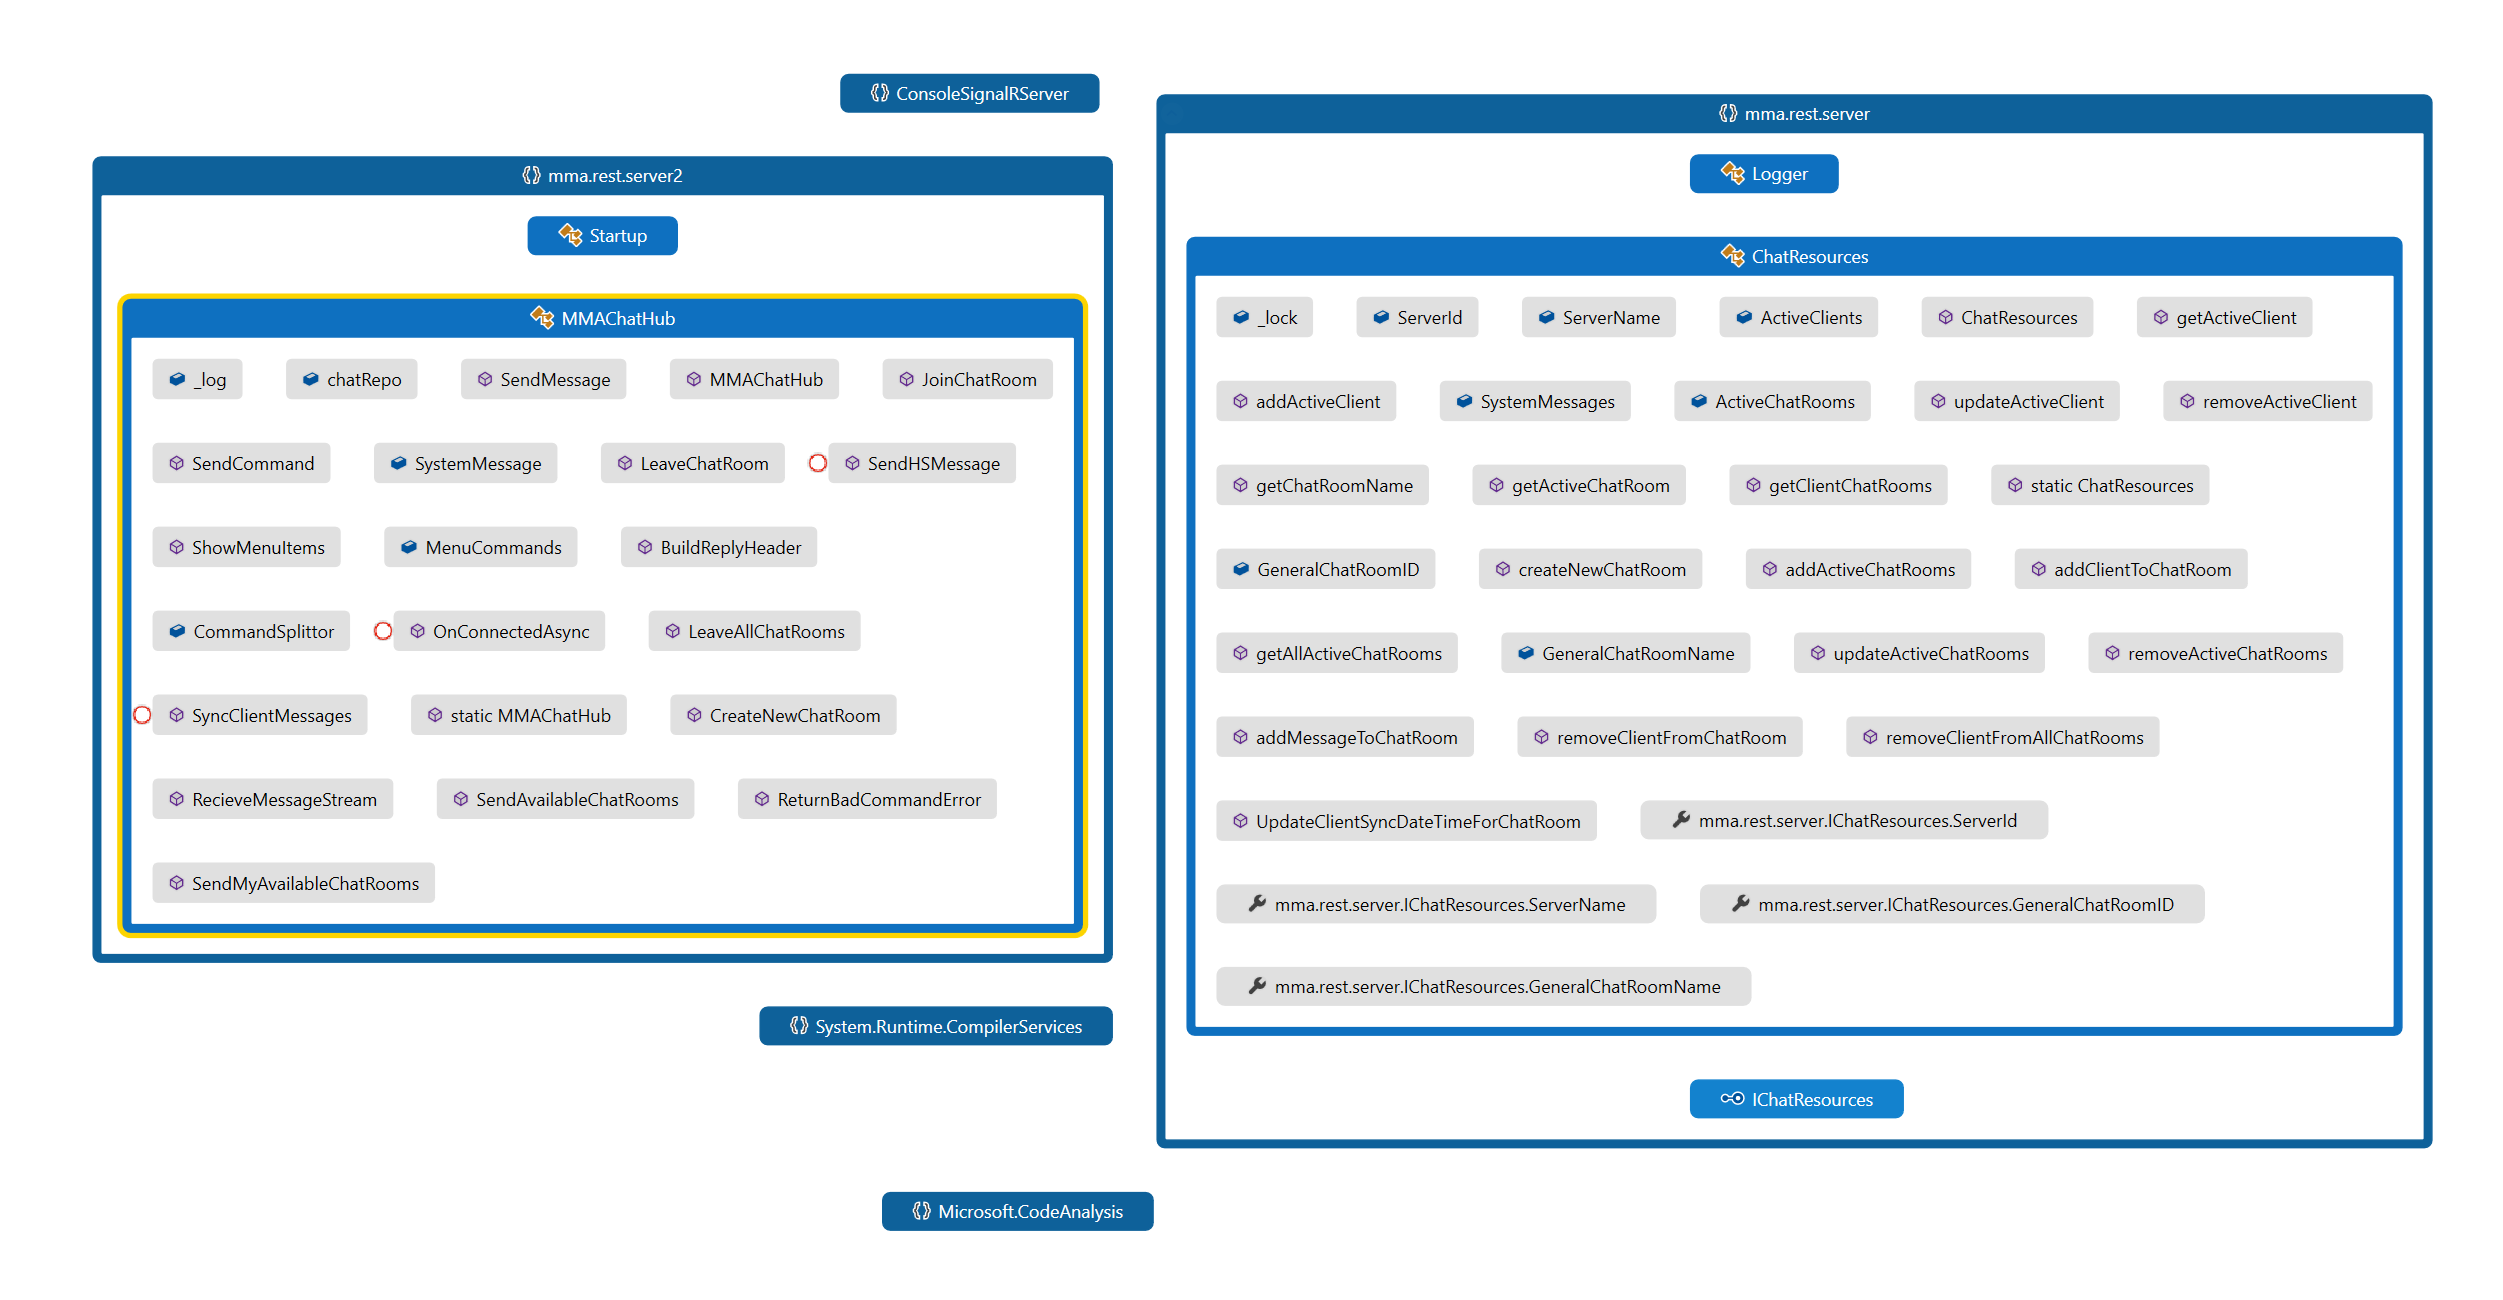 ConsoleSignalRServer
mma.rest.server2
Startup
MMAChatHub
_log
chatRepo
SendMessage
MMAChatHub
JoinChatRoom
SendCommand
SystemMessage
LeaveChatRoom
SendHSMessage
ShowMenuItems
MenuCommands
BuildReplyHeader
CommandSplittor
OnConnectedAsync
LeaveAllChatRooms
SyncClientMessages
static MMAChatHub
CreateNewChatRoom
RecieveMessageStream
SendAvailableChatRooms
ReturnBadCommandError
SendMyAvailableChatRooms
System.Runtime.CompilerServices
Microsoft.CodeAnalysis
mma.rest.server
Logger
ChatResources
_lock
ServerId
ServerName
ActiveClients
ChatResources
getActiveClient
addActiveClient
SystemMessages
ActiveChatRooms
updateActiveClient
removeActiveClient
getChatRoomName
getActiveChatRoom
getClientChatRooms
static ChatResources
GeneralChatRoomID
createNewChatRoom
addActiveChatRooms
addClientToChatRoom
getAllActiveChatRooms
GeneralChatRoomName
updateActiveChatRooms
removeActiveChatRooms
addMessageToChatRoom
removeClientFromChatRoom
removeClientFromAllChatRooms
UpdateClientSyncDateTimeForChatRoom
mma.rest.server.IChatResources.ServerId
mma.rest.server.IChatResources.ServerName
mma.rest.server.IChatResources.GeneralChatRoomID
mma.rest.server.IChatResources.GeneralChatRoomName
IChatResources